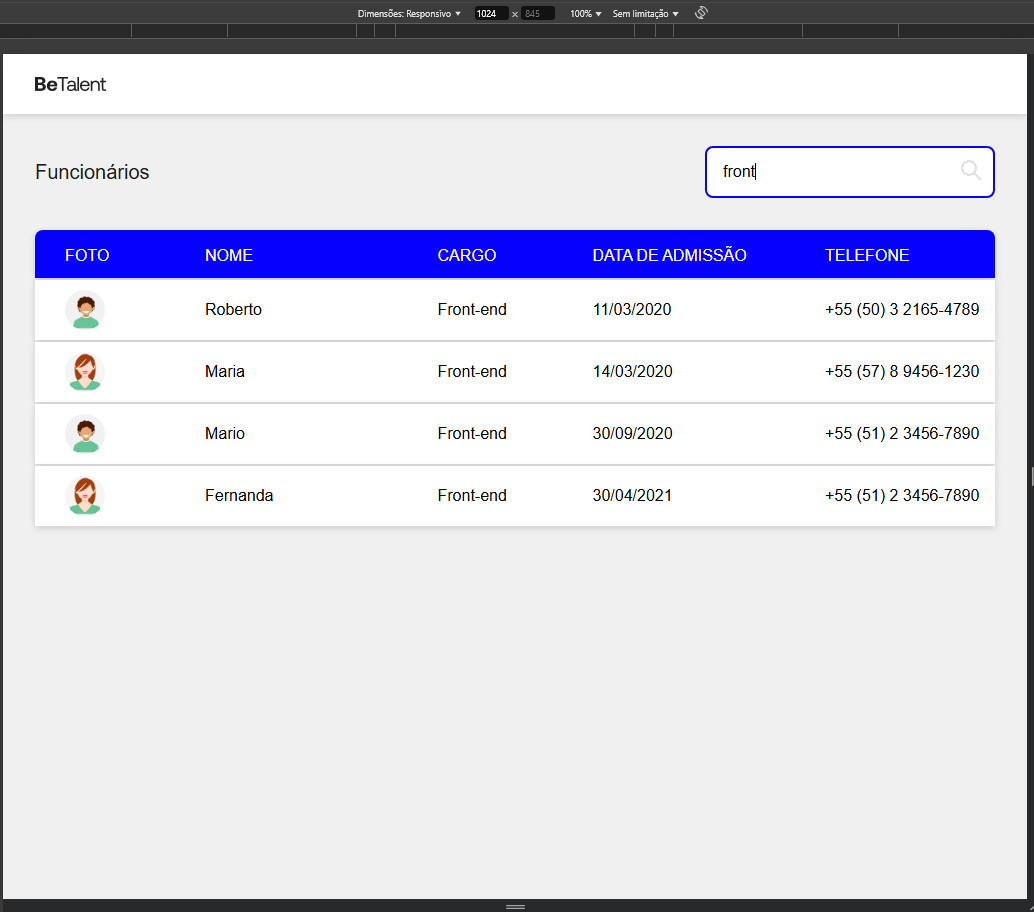 Dimensões: Responsivo 1024 × 845 100% Sem limitação
BeTalent
Funcionários front
FOTO NOME CARGO DATA DE ADMISSÃO TELEFONE
Roberto Front-end 11/03/2020 +55 (50) 3 2165-4789
Maria Front-end 14/03/2020 +55 (57) 8 9456-1230
Mario Front-end 30/09/2020 +55 (51) 2 3456-7890
Fernanda Front-end 30/04/2021 +55 (51) 2 3456-7890